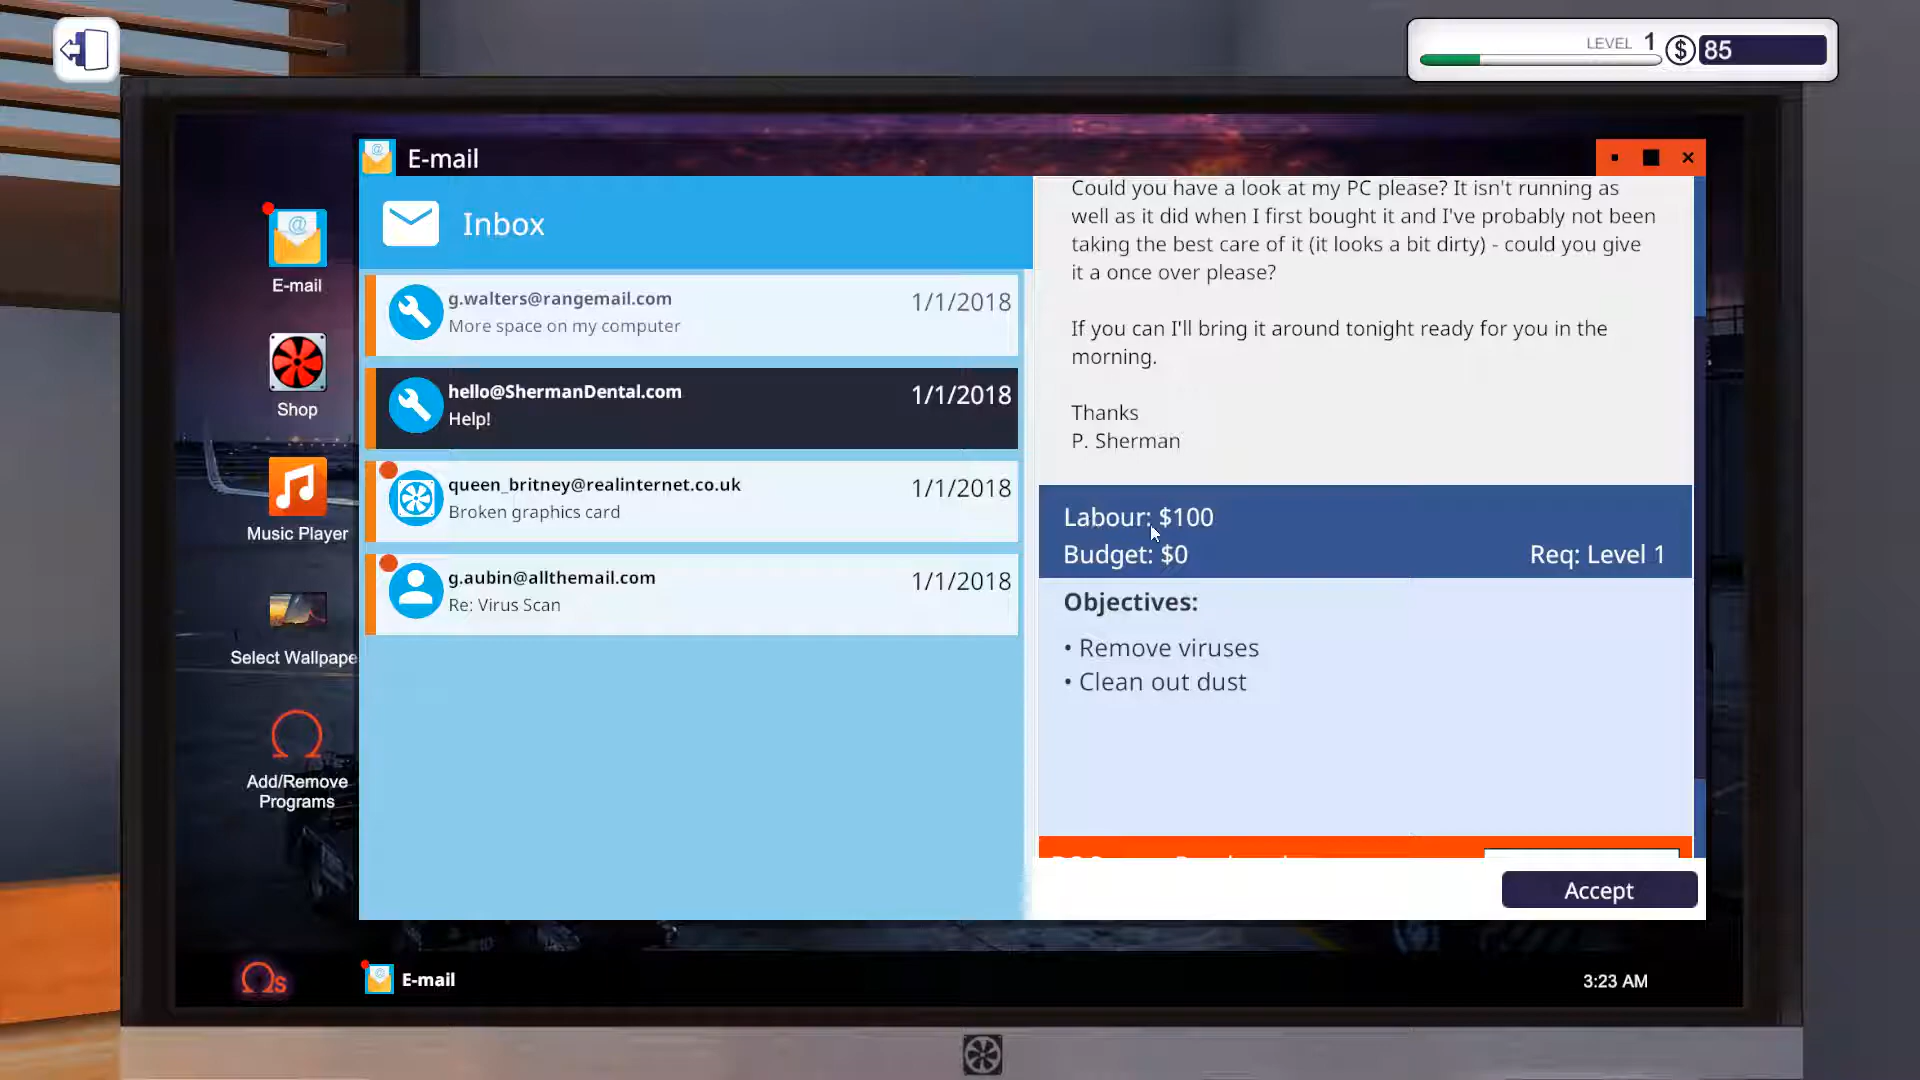 LEVEL 1
$ 85
E-mail
Inbox
g.walters@rangemail.com
1/1/2018
More space on my computer
hello@ShermanDental.com
1/1/2018
Help!
queen_britney@realinternet.co.uk
1/1/2018
Broken graphics card
g.aubin@allthemail.com
1/1/2018
Re: Virus Scan
Could you have a look at my PC please? It isn't running as
well as it did when I first bought it and I've probably not been
taking the best care of it (it looks a bit dirty) - could you give
it a once over please?
If you can I'll bring it around tonight ready for you in the
morning.
Thanks
P. Sherman
Labour: $100
Budget: $0
Req: Level 1
Objectives:
• Remove viruses
• Clean out dust
Accept
E-mail
Shop
Music Player
Select Wallpape
Add/Remove
Programs
Ωs
E-mail
3:23 AM